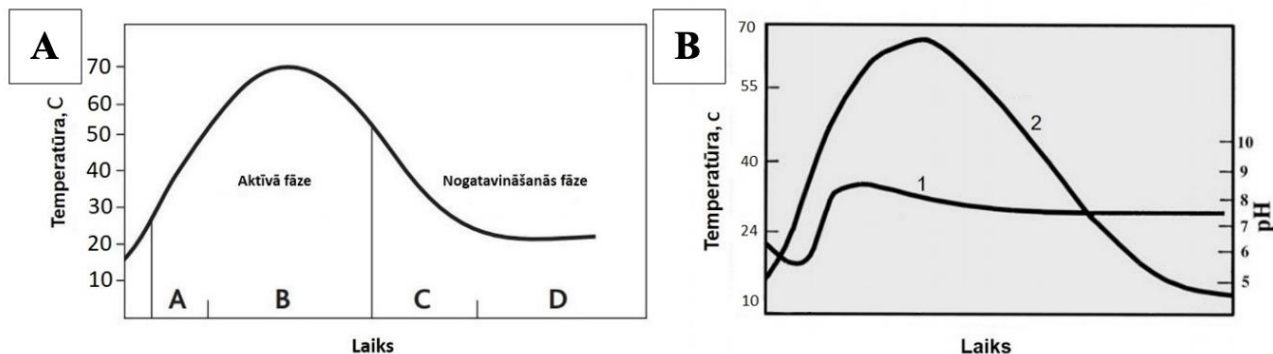 A
Temperatūra, C
70
60
50
40
30
20
10
Aktīvā fāze
Nogatavināšanās fāze
A
B
C
D
Laiks
B
Temperatūra, c
70
55
40
24
10
2
1
10
9
8
7
6
5
pH
Laiks